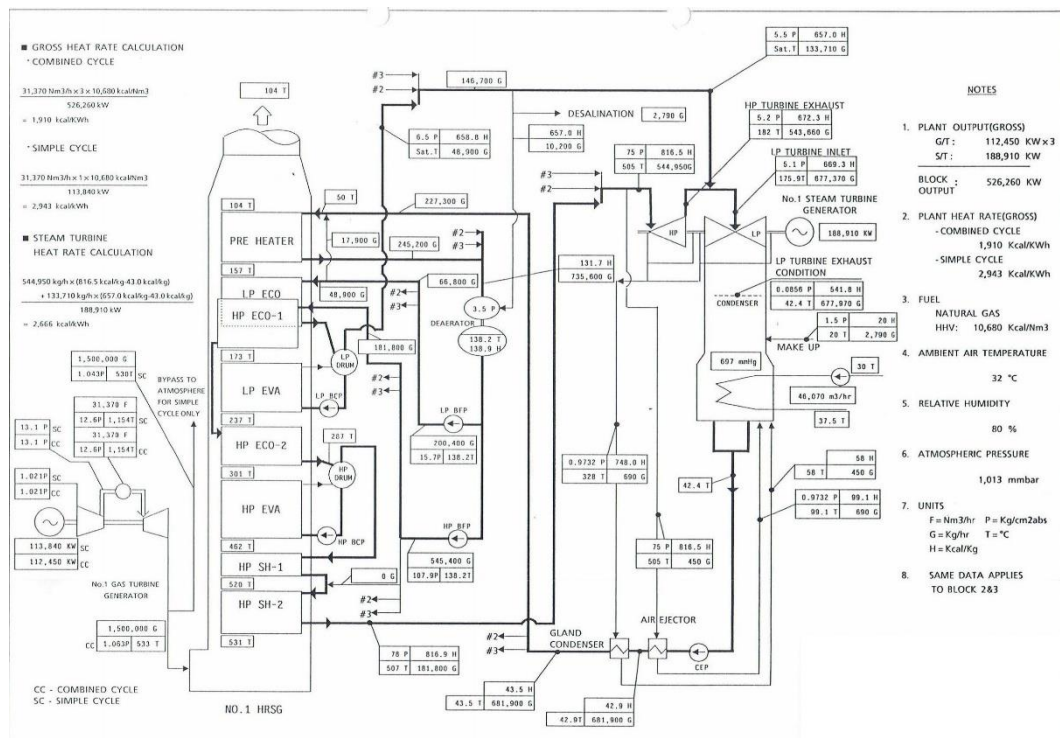 ■ GROSS HEAT RATE CALCULATION
· COMBINED CYCLE
31,370 Nm3/h x 3 x 10,680 kcal/Nm3
526,260 kW
= 1,910 kcal/KWh
· SIMPLE CYCLE
31,370 Nm3/h x 1 x 10,680 kcal/Nm3
113,840 kW
= 2,943 kcal/KWh
■ STEAM TURBINE
HEAT RATE CALCULATION
544,950 kg/h x (816.5 kcal/kg-43.0 kcal/kg)
+ 133,710 kg/h x (657.0 kcal/kg-43.0 kcal/kg)
188,910 kW
= 2,666 kcal/kWh
1,500,000 G
1.043P 530T SC
31,370 F
12.6P 1,154T SC
31,370 F
12.6P 1,154T CC
13.1 P SC
13.1 P CC
1.021P SC
1.021P CC
113,840 KW SC
112,450 KW CC
No.1 GAS TURBINE
GENERATOR
BYPASS TO
ATMOSPHERE
FOR SIMPLE
CYCLE ONLY
1,500,000 G
CC 1.063P 533 T
CC - COMBINED CYCLE
SC - SIMPLE CYCLE
104 T
104 T
PRE HEATER
157 T
LP ECO
HP ECO-1
173 T
LP EVA
237 T
HP ECO-2
301 T
HP EVA
462 T
HP SH-1
520 T
HP SH-2
531 T
NO.1 HRSG
50 T
17,900 G
48,900 G
LP
DRUM
LP BCP
287 T
HP
DRUM
HP BCP
0 G
181,800 G
#3
#2
146,700 G
6.5 P 658.8 H
Sat.T 48,900 G
227,300 G
245,200 G
#2
#3
66,800 G
#2
#3
3.5 P
DEAERATOR
138.2 T
138.9 H
#2
#3
LP BFP
200,400 G
15.7P 138.2T
HP BFP
545,400 G
107.9P 138.2T
#2
#3
78 P 816.9 H
507 T 181,800 G
5.5 P 657.0 H
Sat.T 133,710 G
DESALINATION
2,790 G
657.0 H
10,200 G
75 P 816.5 H
505 T 544,950G
#3
#2
131.7 H
735,600 G
HP TURBINE EXHAUST
5.2 P 672.3 H
182 T 543,660 G
LP TURBINE INLET
5.1 P 669.3 H
175.9T 677,370 G
No.1 STEAM TURBINE
GENERATOR
HP
LP
188,910 KW
LP TURBINE EXHAUST
CONDITION
0.0856 P 541.8 H
42.4 T 677,970 G
CONDENSER
1.5 P 20 H
20 T 2,790 G
MAKE UP
697 mmHg
30 T
46,070 m3/hr
37.5 T
42.4 T
0.9732 P 748.0 H
328 T 690 G
58 H
58 T 450 G
0.9732 P 99.1 H
99.1 T 690 G
75 P 816.5 H
505 T 450 G
GLAND
CONDENSER
AIR EJECTOR
CEP
#2
#3
43.5 H
43.5 T 681,900 G
42.9 H
42.9T 681,900 G
NOTES
1. PLANT OUTPUT(GROSS)
G/T : 112,450 KW x 3
S/T : 188,910 KW
BLOCK : 526,260 KW
OUTPUT
2. PLANT HEAT RATE(GROSS)
- COMBINED CYCLE
1,910 Kcal/KWh
- SIMPLE CYCLE
2,943 Kcal/KWh
3. FUEL
NATURAL GAS
HHV: 10,680 Kcal/Nm3
4. AMBIENT AIR TEMPERATURE
32 °C
5. RELATIVE HUMIDITY
80 %
6. ATMOSPHERIC PRESSURE
1,013 mmbar
7. UNITS
F = Nm3/hr P = Kg/cm2abs
G = Kg/hr T = °C
H = Kcal/Kg
8. SAME DATA APPLIES
TO BLOCK 2&3